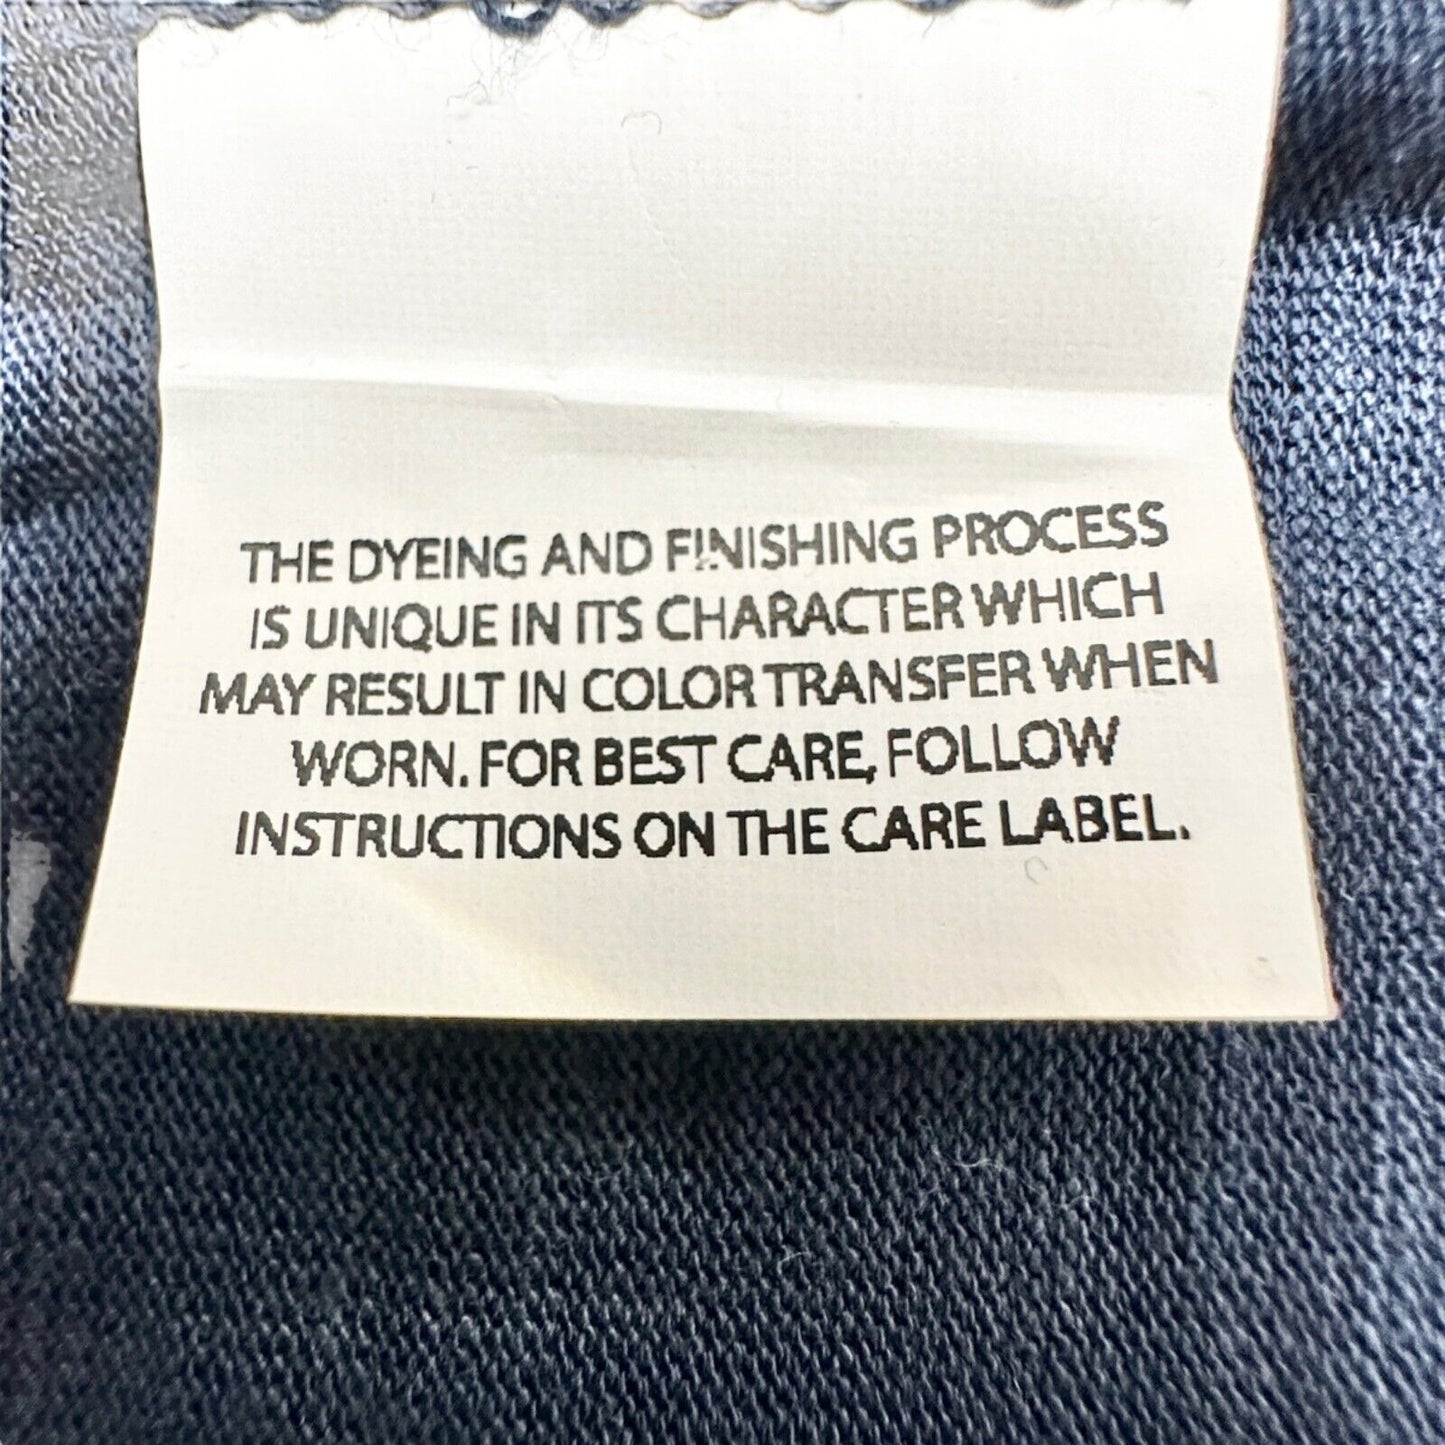 THE DYEING AND FINISHING PROCESS
IS UNIQUE IN ITS CHARACTER WHICH
MAY RESULT IN COLOR TRANSFER WHEN
WORN. FOR BEST CARE, FOLLOW
INSTRUCTIONS ON THE CARE LABEL.